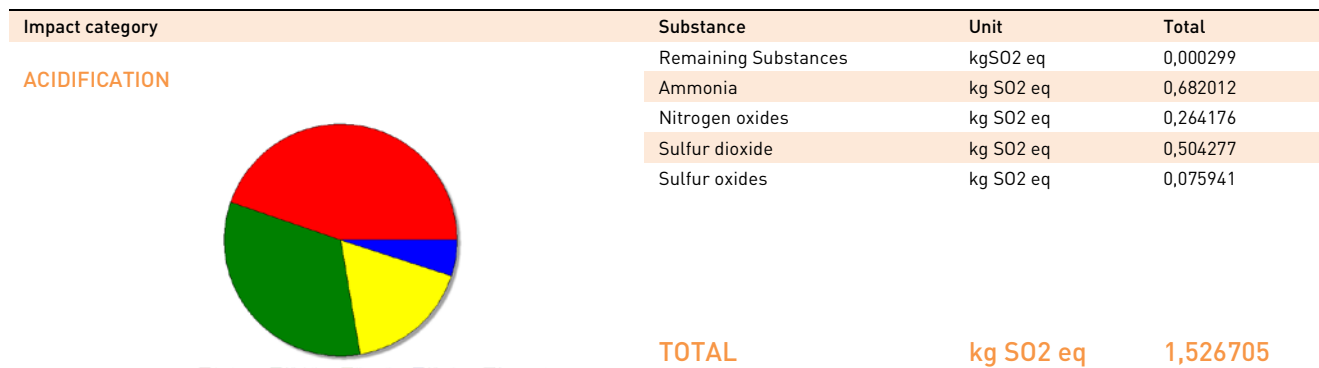 Impact category Substance Unit Total
ACIDIFICATION
Remaining Substances kgSO2 eq 0,000299
Ammonia kg SO2 eq 0,682012
Nitrogen oxides kg SO2 eq 0,264176
Sulfur dioxide kg SO2 eq 0,504277
Sulfur oxides kg SO2 eq 0,075941
TOTAL kg SO2 eq 1,526705